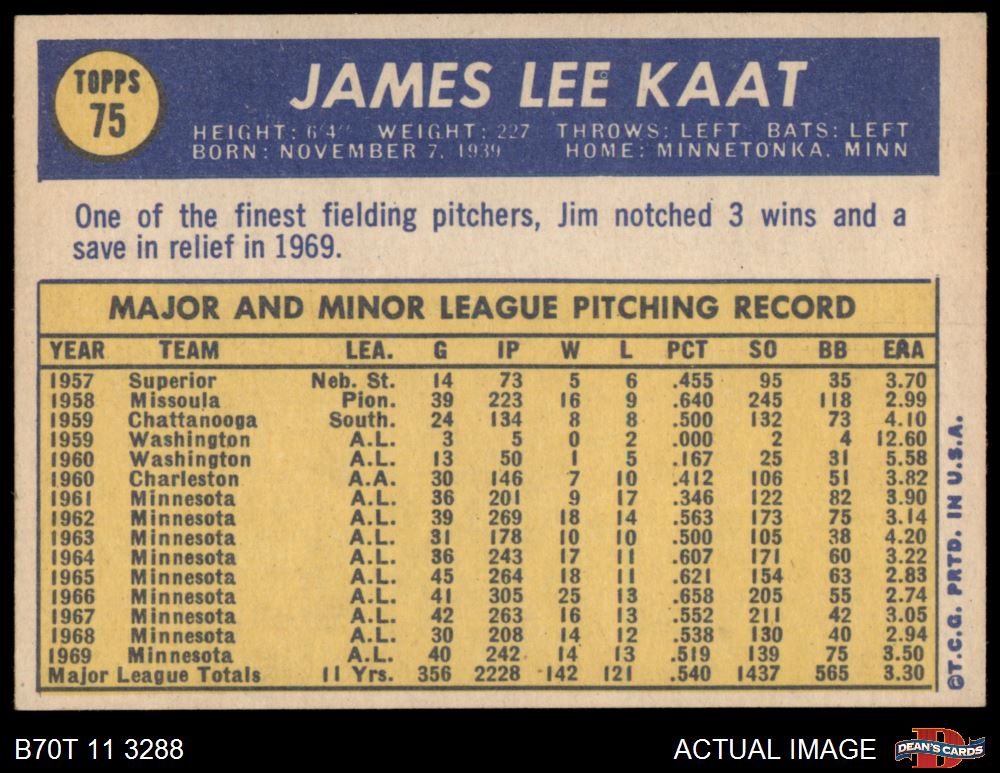 TOPPS
75
JAMES LEE KAAT
HEIGHT: 6'4" WEIGHT: 227 THROWS: LEFT BATS: LEFT
BORN: NOVEMBER 7, 1939 HOME: MINNETONKA, MINN
One of the finest fielding pitchers, Jim notched 3 wins and a
save in relief in 1969.
MAJOR AND MINOR LEAGUE PITCHING RECORD
YEAR TEAM LEA. G IP W L PCT SO BB ERA
1957 Superior Neb. St. 14 73 5 6 .455 95 35 3.70
1958 Missoula Pion. 39 223 16 9 .640 245 118 2.99
1959 Chattanooga South. 24 134 8 8 .500 132 73 4.10
1959 Washington A.L. 3 5 0 2 .000 2 4 12.60
1960 Washington A.L. 13 50 1 5 .167 25 31 5.58
1960 Charleston A.A. 30 146 7 10 .412 106 51 3.82
1961 Minnesota A.L. 36 201 9 17 .346 122 82 3.90
1962 Minnesota A.L. 39 269 18 14 .563 173 75 3.14
1963 Minnesota A.L. 31 178 10 10 .500 105 38 4.20
1964 Minnesota A.L. 36 243 17 11 .607 171 60 3.22
1965 Minnesota A.L. 45 264 18 11 .621 154 63 2.83
1966 Minnesota A.L. 41 305 25 13 .658 205 55 2.74
1967 Minnesota A.L. 42 263 16 13 .552 211 42 3.05
1968 Minnesota A.L. 30 208 14 12 .538 130 40 2.94
1969 Minnesota A.L. 40 242 14 13 .519 139 75 3.50
Major League Totals 11 Yrs. 356 2228 142 121 .540 1437 565 3.30
©T.C.G. PRTD. IN U.S.A.
B70T 11 3288
ACTUAL IMAGE
DEAN'S CARDS